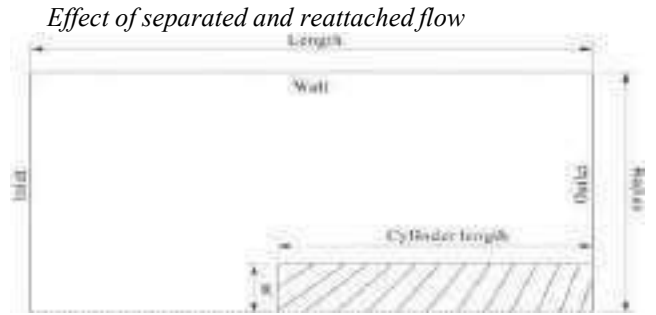 Effect of separated and reattached flow
Length
Wall
Inlet
Outlet
Radius
Cylinder length
R